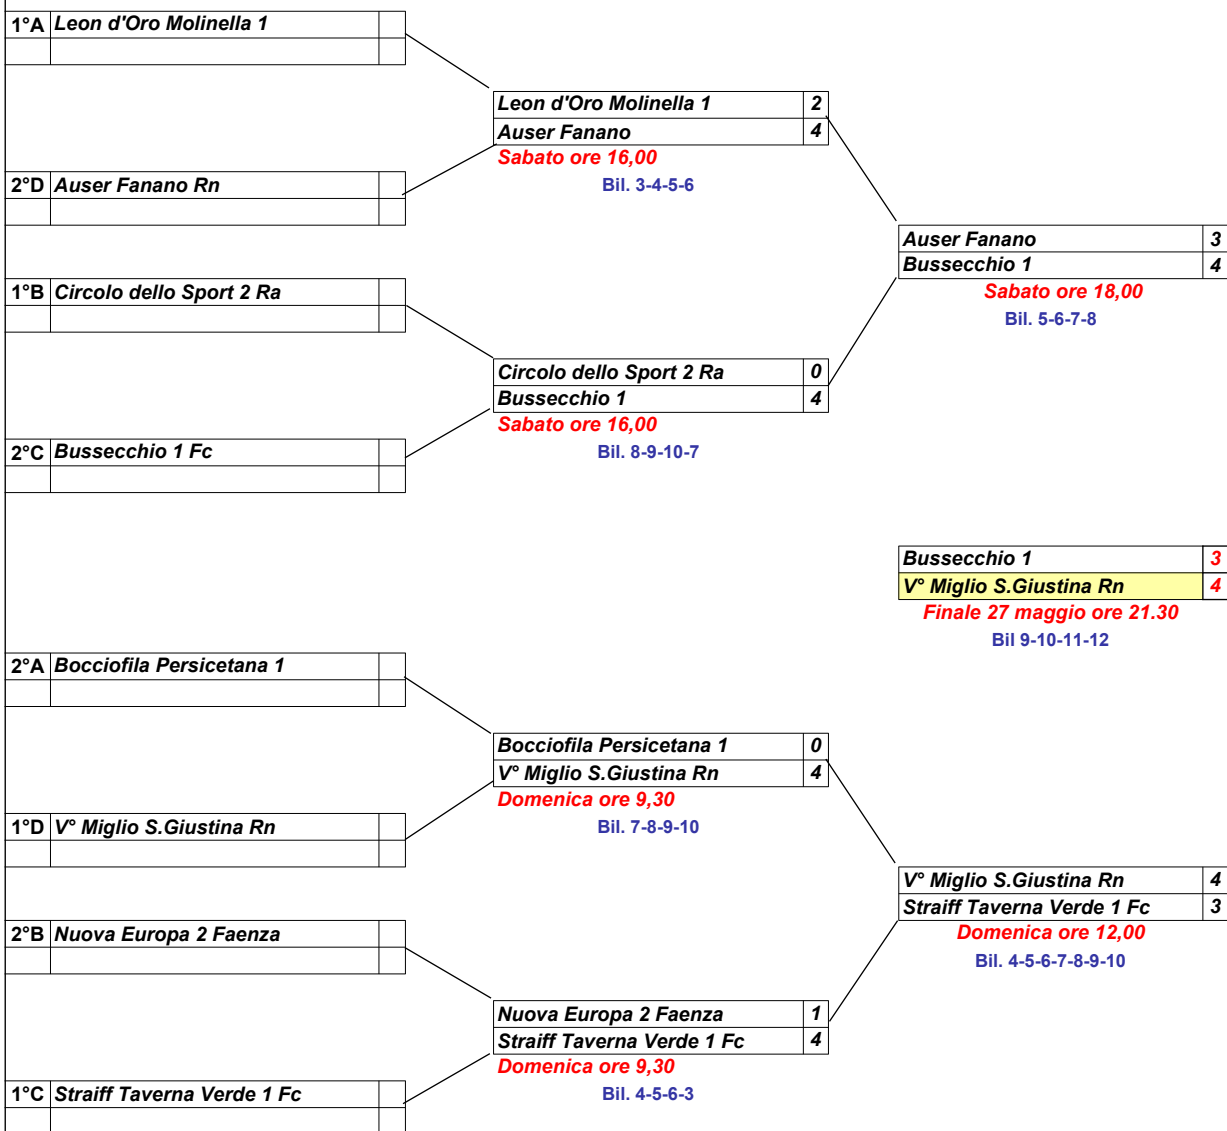 1°A Leon d'Oro Molinella 1
Leon d'Oro Molinella 1 2
Auser Fanano 4
Sabato ore 16,00
Bil. 3-4-5-6
2°D Auser Fanano Rn
Auser Fanano 3
Bussecchio 1 4
Sabato ore 18,00
Bil. 5-6-7-8
1°B Circolo dello Sport 2 Ra
Circolo dello Sport 2 Ra 0
Bussecchio 1 4
Sabato ore 16,00
Bil. 8-9-10-7
2°C Bussecchio 1 Fc
Bussecchio 1 3
V° Miglio S.Giustina Rn 4
Finale 27 maggio ore 21.30
Bil 9-10-11-12
2°A Bocciofila Persicetana 1
Bocciofila Persicetana 1 0
V° Miglio S.Giustina Rn 4
Domenica ore 9,30
Bil. 7-8-9-10
1°D V° Miglio S.Giustina Rn
V° Miglio S.Giustina Rn 4
Straiff Taverna Verde 1 Fc 3
Domenica ore 12,00
Bil. 4-5-6-7-8-9-10
2°B Nuova Europa 2 Faenza
Nuova Europa 2 Faenza 1
Straiff Taverna Verde 1 Fc 4
Domenica ore 9,30
Bil. 4-5-6-3
1°C Straiff Taverna Verde 1 Fc